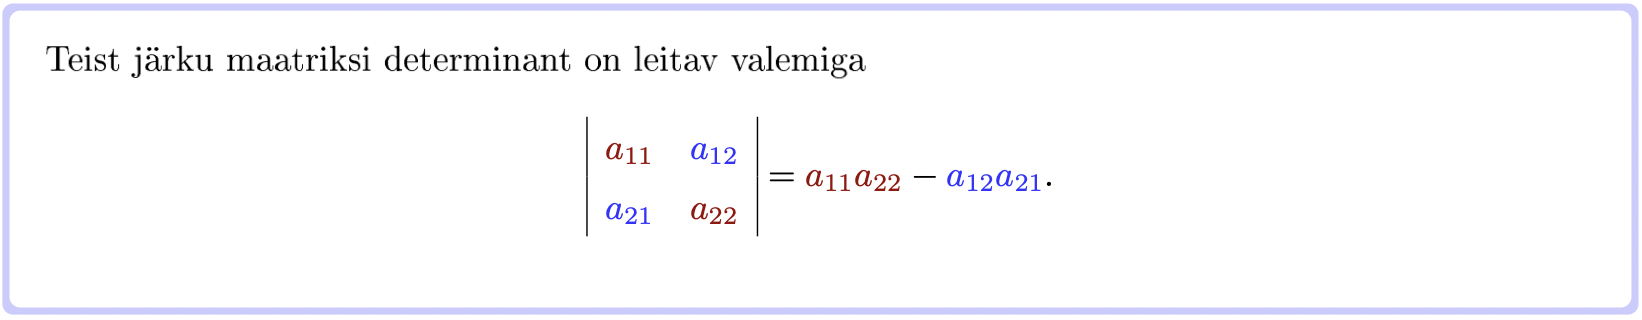 Teist järku maatriksi determinant on leitav valemiga
| a₁₁ a₁₂ |
| a₂₁ a₂₂ | = a₁₁a₂₂ − a₁₂a₂₁.